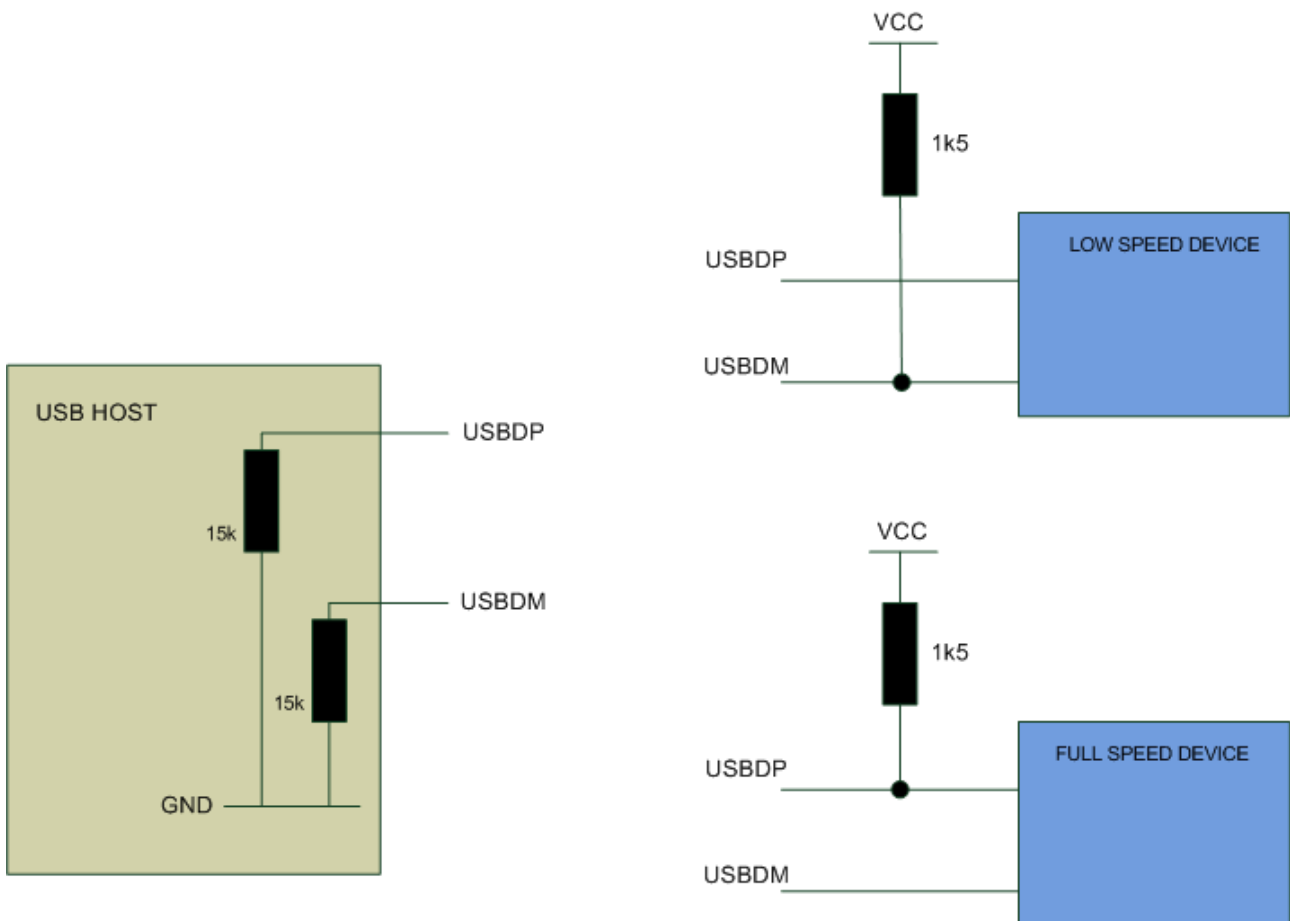 USB HOST
USBDP
15k
USBDM
15k
GND
VCC
1k5
USBDP
USBDM
LOW SPEED DEVICE
VCC
1k5
USBDP
USBDM
FULL SPEED DEVICE